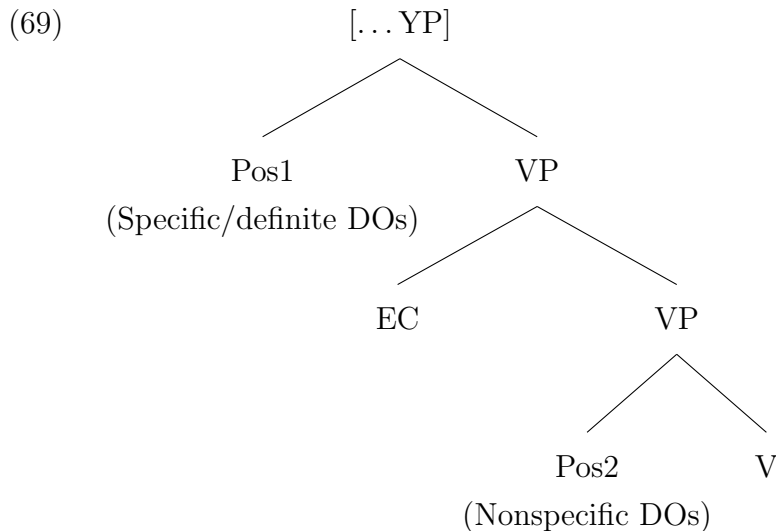 (69) [... YP]
Pos1 VP
(Specific/definite DOs)
EC VP
Pos2 V
(Nonspecific DOs)